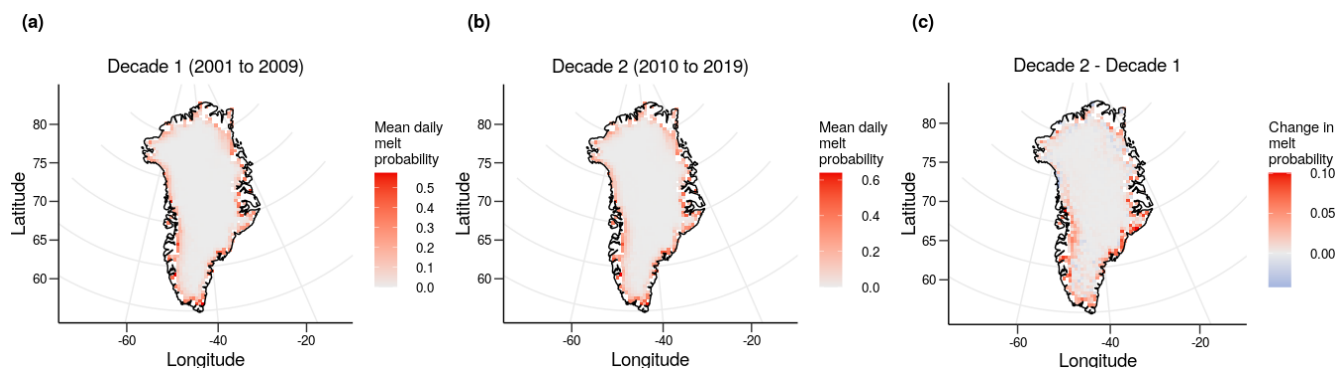 (a)
Decade 1 (2001 to 2009)
80
75
70
65
60
Latitude
-60
-40
-20
Longitude
Mean daily
melt
probability
0.5
0.4
0.3
0.2
0.1
0.0
(b)
Decade 2 (2010 to 2019)
80
75
70
65
60
Latitude
-60
-40
-20
Longitude
Mean daily
melt
probability
0.6
0.4
0.2
0.0
(c)
Decade 2 - Decade 1
80
75
70
65
60
Latitude
-60
-40
-20
Longitude
Change in
melt
probability
0.10
0.05
0.00